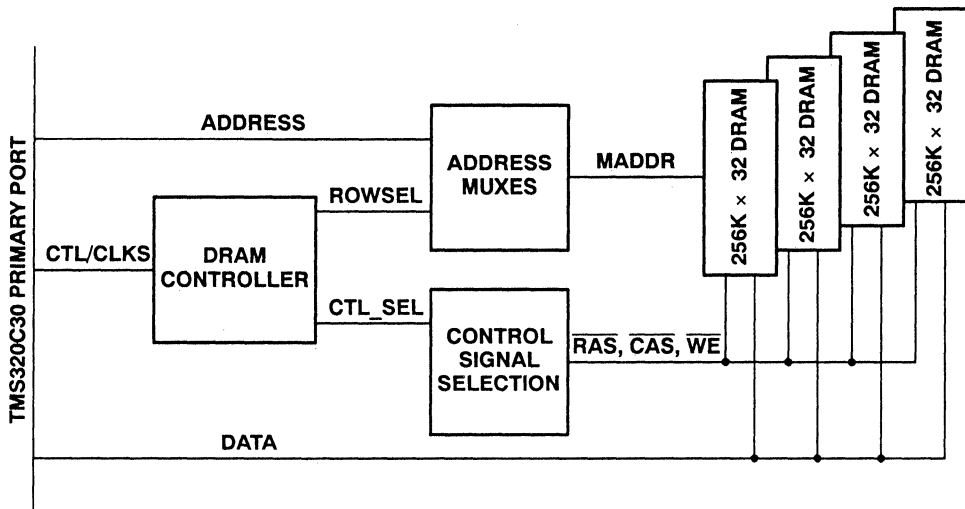 TMS320C30 PRIMARY PORT
ADDRESS
CTL/CLKS
DRAM
CONTROLLER
ROWSEL
CTL_SEL
ADDRESS
MUXES
MADDR
CONTROL
SIGNAL
SELECTION
RAS, CAS, WE
DATA
256K × 32 DRAM
256K × 32 DRAM
256K × 32 DRAM
256K × 32 DRAM